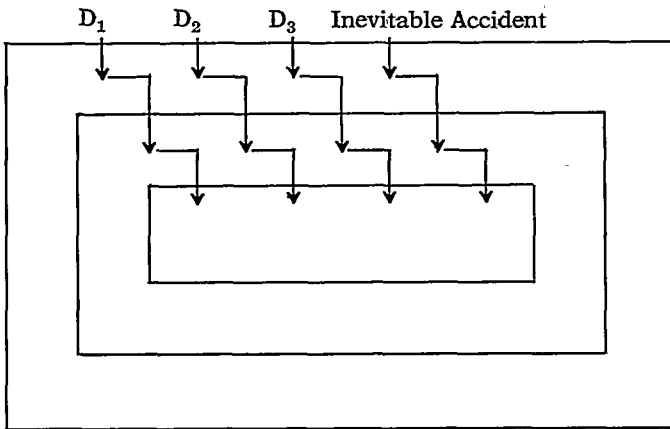 D₁ D₂ D₃ Inevitable Accident